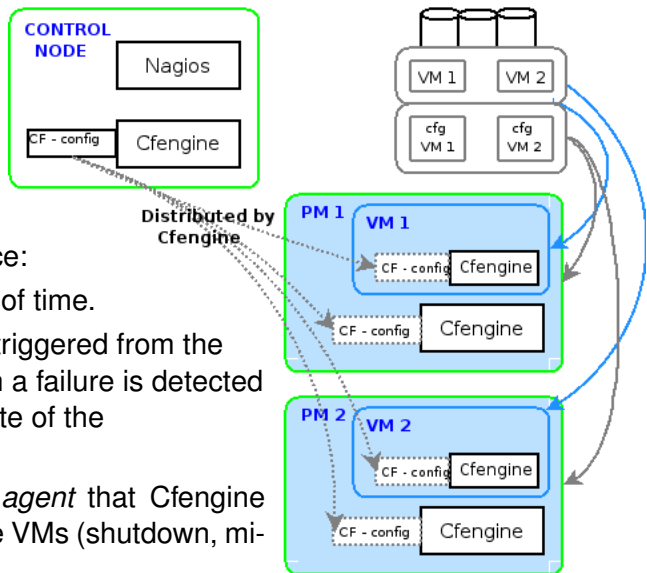 CONTROL
NODE
Nagios
CF - config
Cfengine
VM 1
VM 2
cfg
VM 1
cfg
VM 2
Distributed by
Cfengine
PM 1
VM 1
CF - config
Cfengine
CF - config
Cfengine
PM 2
VM 2
CF - config
Cfengine
CF - config
Cfengine
ce:
of time.
triggered from the
a failure is detected
te of the
agent that Cfengine
e VMs (shutdown, mi-